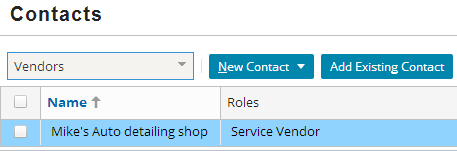 Contacts
Vendors New Contact Add Existing Contact
Name Roles
Mike's Auto detailing shop Service Vendor